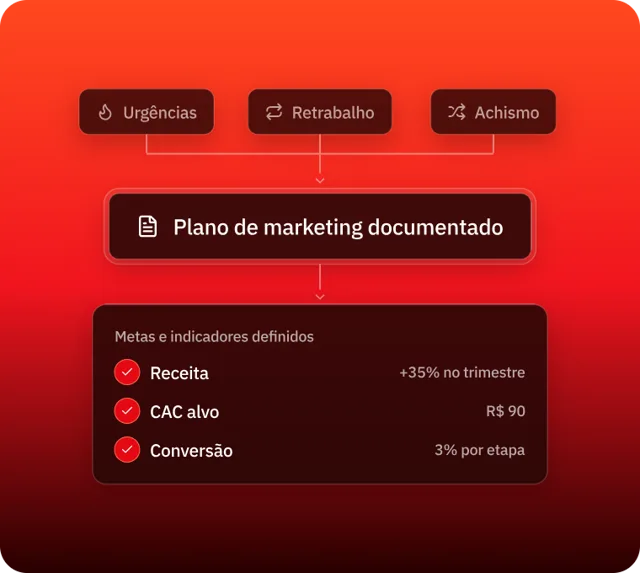 Urgências
Retrabalho
Achismo
Plano de marketing documentado
Metas e indicadores definidos
Receita +35% no trimestre
CAC alvo R$ 90
Conversão 3% por etapa